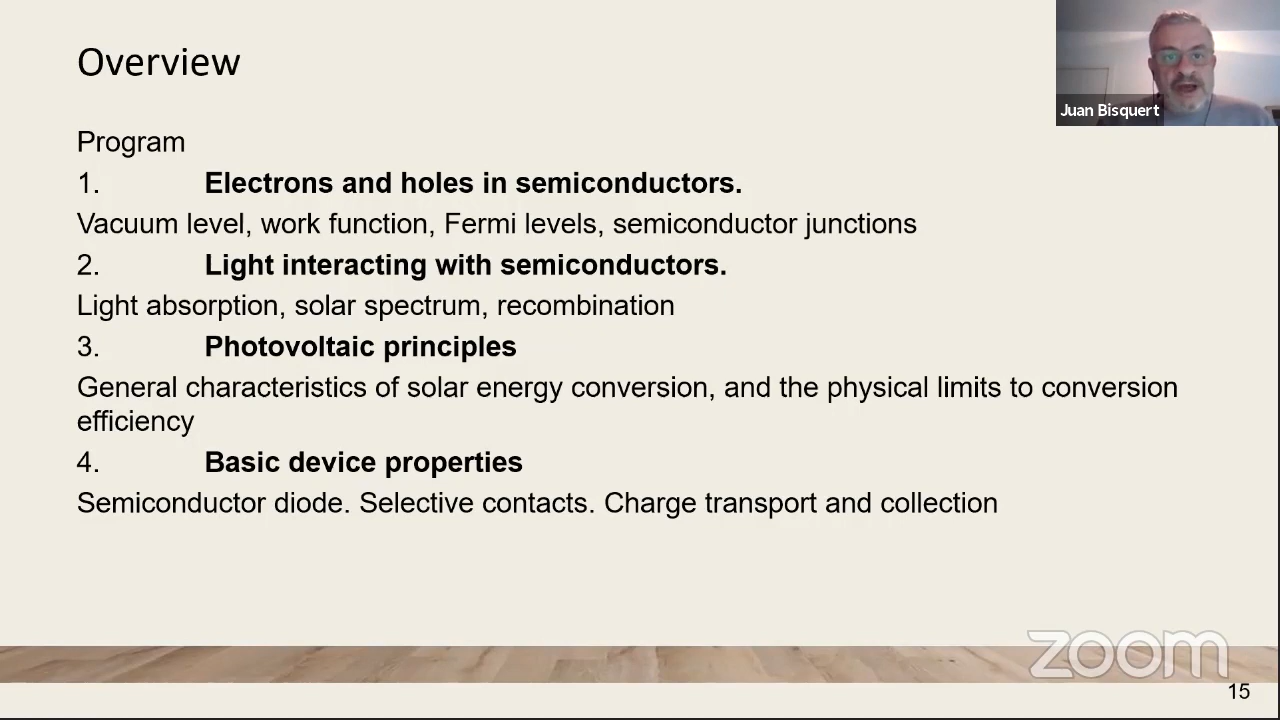 Overview
Juan Bisquert
Program
1. Electrons and holes in semiconductors.
Vacuum level, work function, Fermi levels, semiconductor junctions
2. Light interacting with semiconductors.
Light absorption, solar spectrum, recombination
3. Photovoltaic principles
General characteristics of solar energy conversion, and the physical limits to conversion
efficiency
4. Basic device properties
Semiconductor diode. Selective contacts. Charge transport and collection
zoom
15